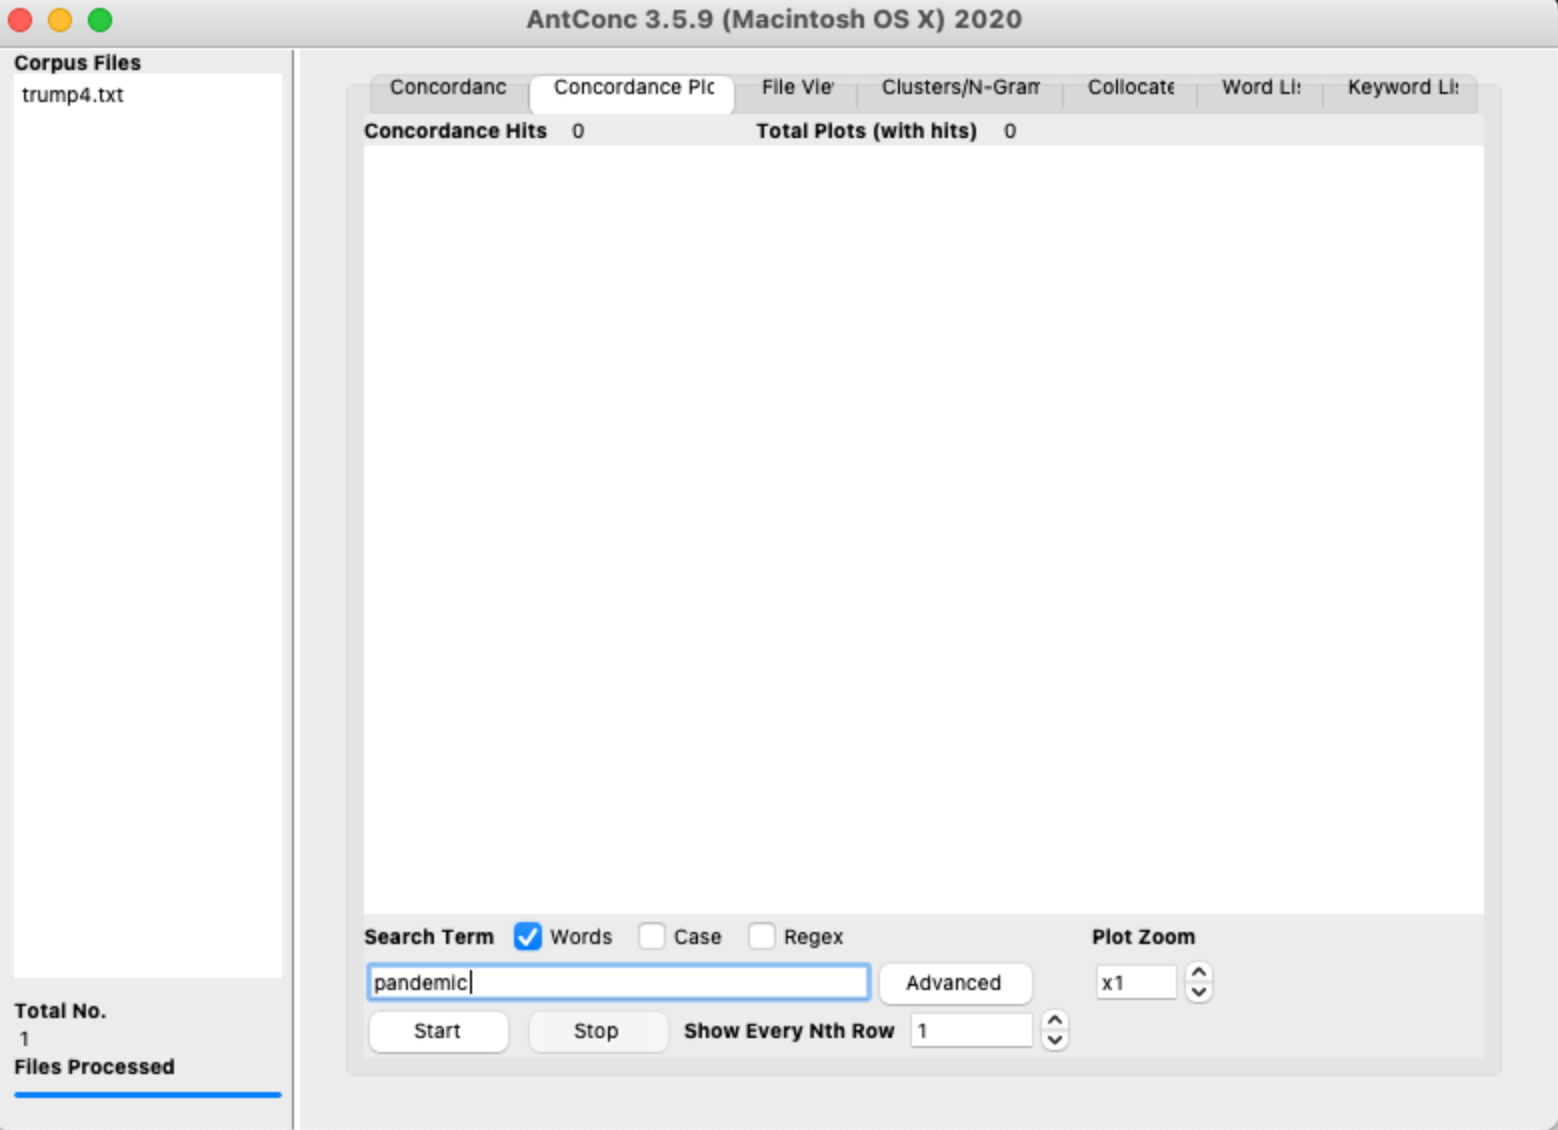 AntConc 3.5.9 (Macintosh OS X) 2020
Corpus Files
trump4.txt
Concordanc Concordance Plc File Vie Clusters/N-Gran Collocate Word Li Keyword Li
Concordance Hits 0 Total Plots (with hits) 0
Search Term Words Case Regex Plot Zoom
pandemic Advanced x1
Start Stop Show Every Nth Row 1
Total No.
1
Files Processed